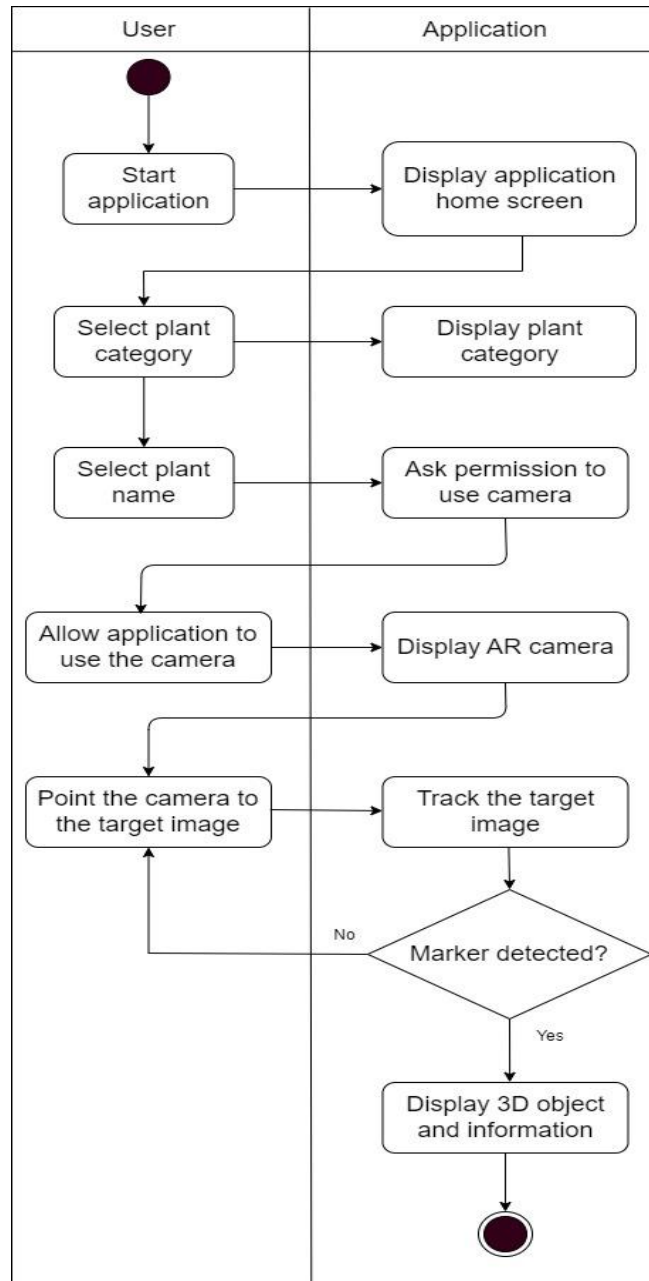 User
Application
Start
application
Display application
home screen
Select plant
category
Display plant
category
Select plant
name
Ask permission to
use camera
Allow application to
use the camera
Display AR camera
Point the camera to
the target image
Track the target
image
No
Marker detected?
Yes
Display 3D object
and information